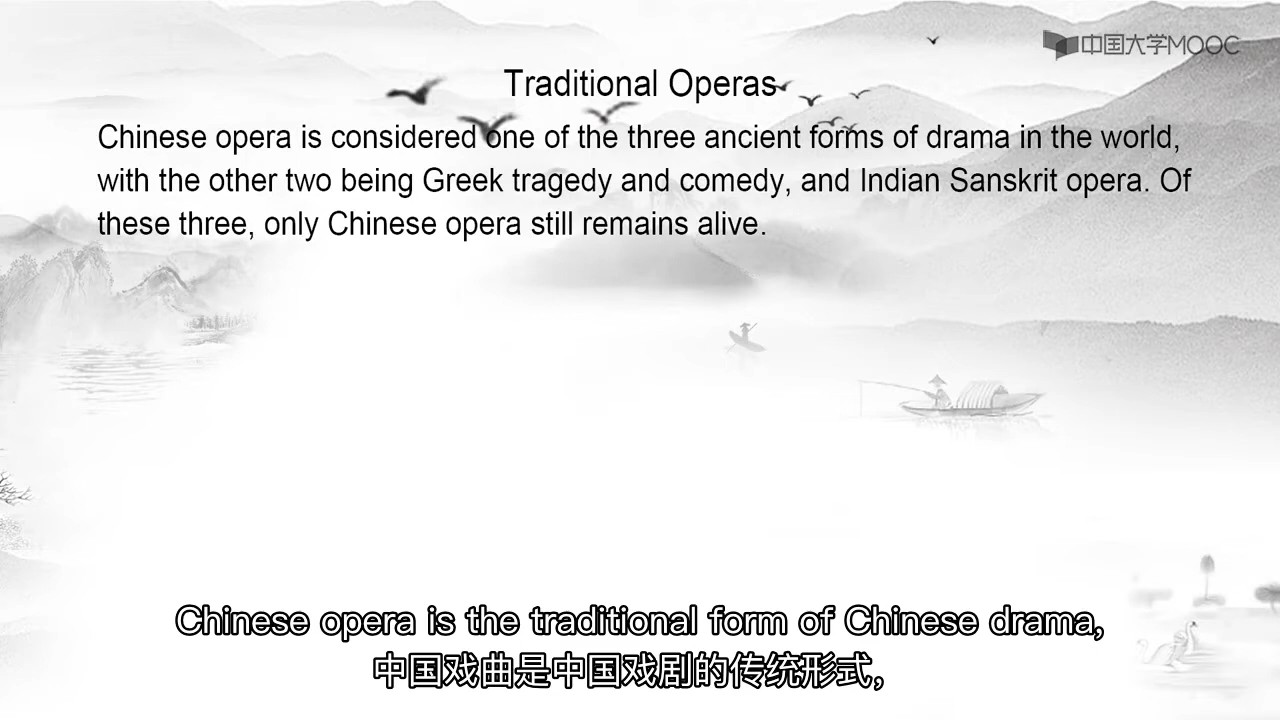 中国大学MOOC
Traditional Operas
Chinese opera is considered one of the three ancient forms of drama in the world,
with the other two being Greek tragedy and comedy, and Indian Sanskrit opera. Of
these three, only Chinese opera still remains alive.
Chinese opera is the traditional form of Chinese drama,
中国戏曲是中国戏剧的传统形式,